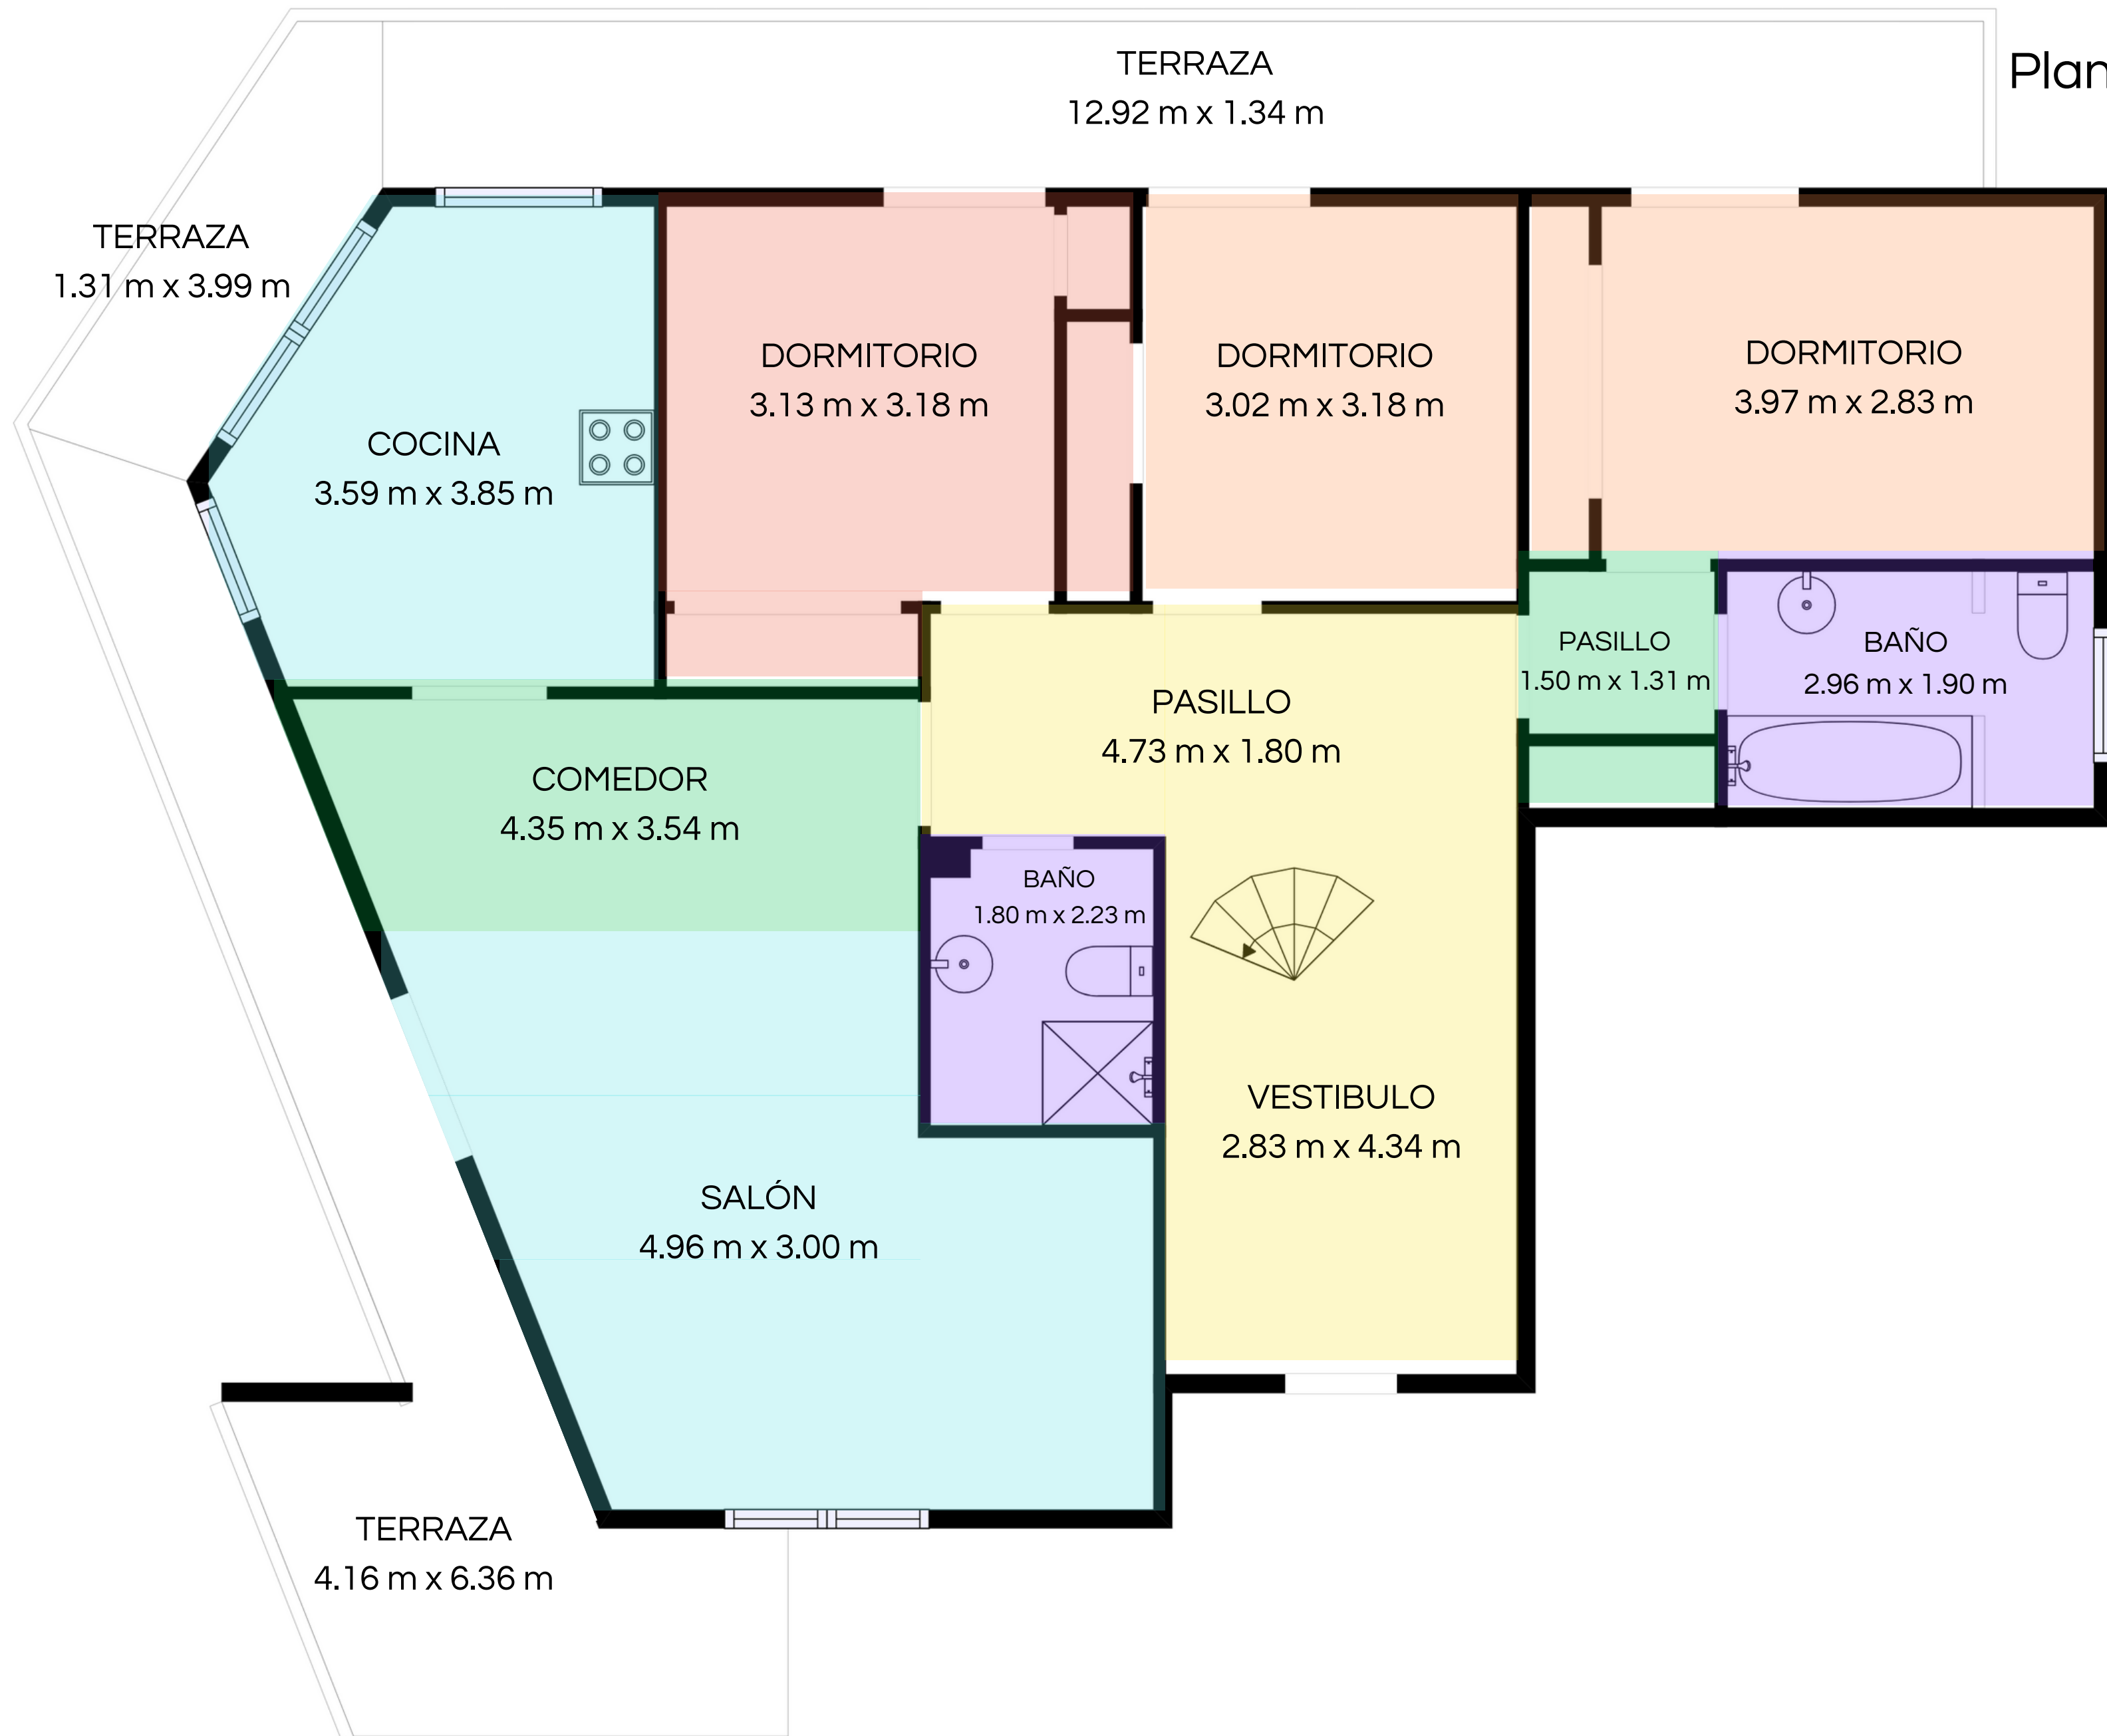 TERRAZA
12.92 m x 1.34 m
Plan
TERRAZA
1.31 m x 3.99 m
COCINA
3.59 m x 3.85 m
DORMITORIO
3.13 m x 3.18 m
DORMITORIO
3.02 m x 3.18 m
DORMITORIO
3.97 m x 2.83 m
PASILLO
1.50 m x 1.31 m
BAÑO
2.96 m x 1.90 m
PASILLO
4.73 m x 1.80 m
COMEDOR
4.35 m x 3.54 m
BAÑO
1.80 m x 2.23 m
VESTIBULO
2.83 m x 4.34 m
SALÓN
4.96 m x 3.00 m
TERRAZA
4.16 m x 6.36 m